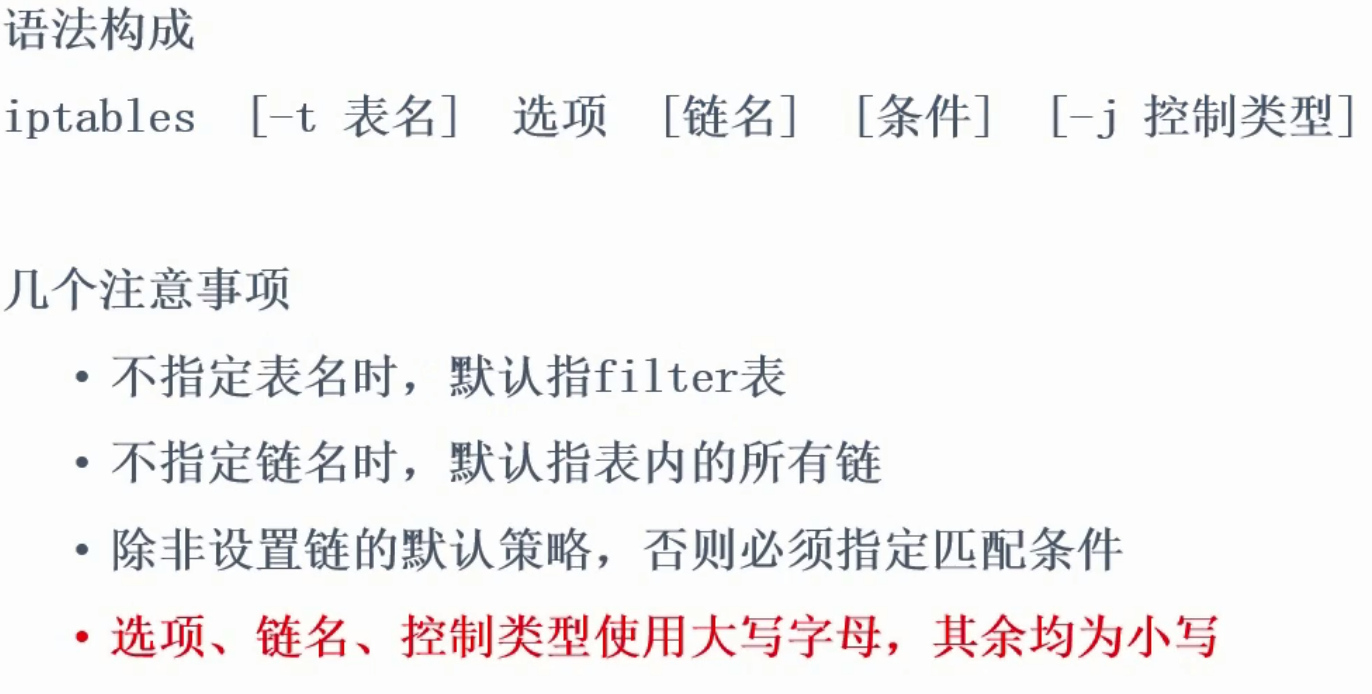 语法构成
iptables [-t 表名] 选项 [链名] [条件] [-j 控制类型]
几个注意事项
• 不指定表名时，默认指filter表
• 不指定链名时，默认指表内的所有链
• 除非设置链的默认策略，否则必须指定匹配条件
• 选项、链名、控制类型使用大写字母，其余均为小写